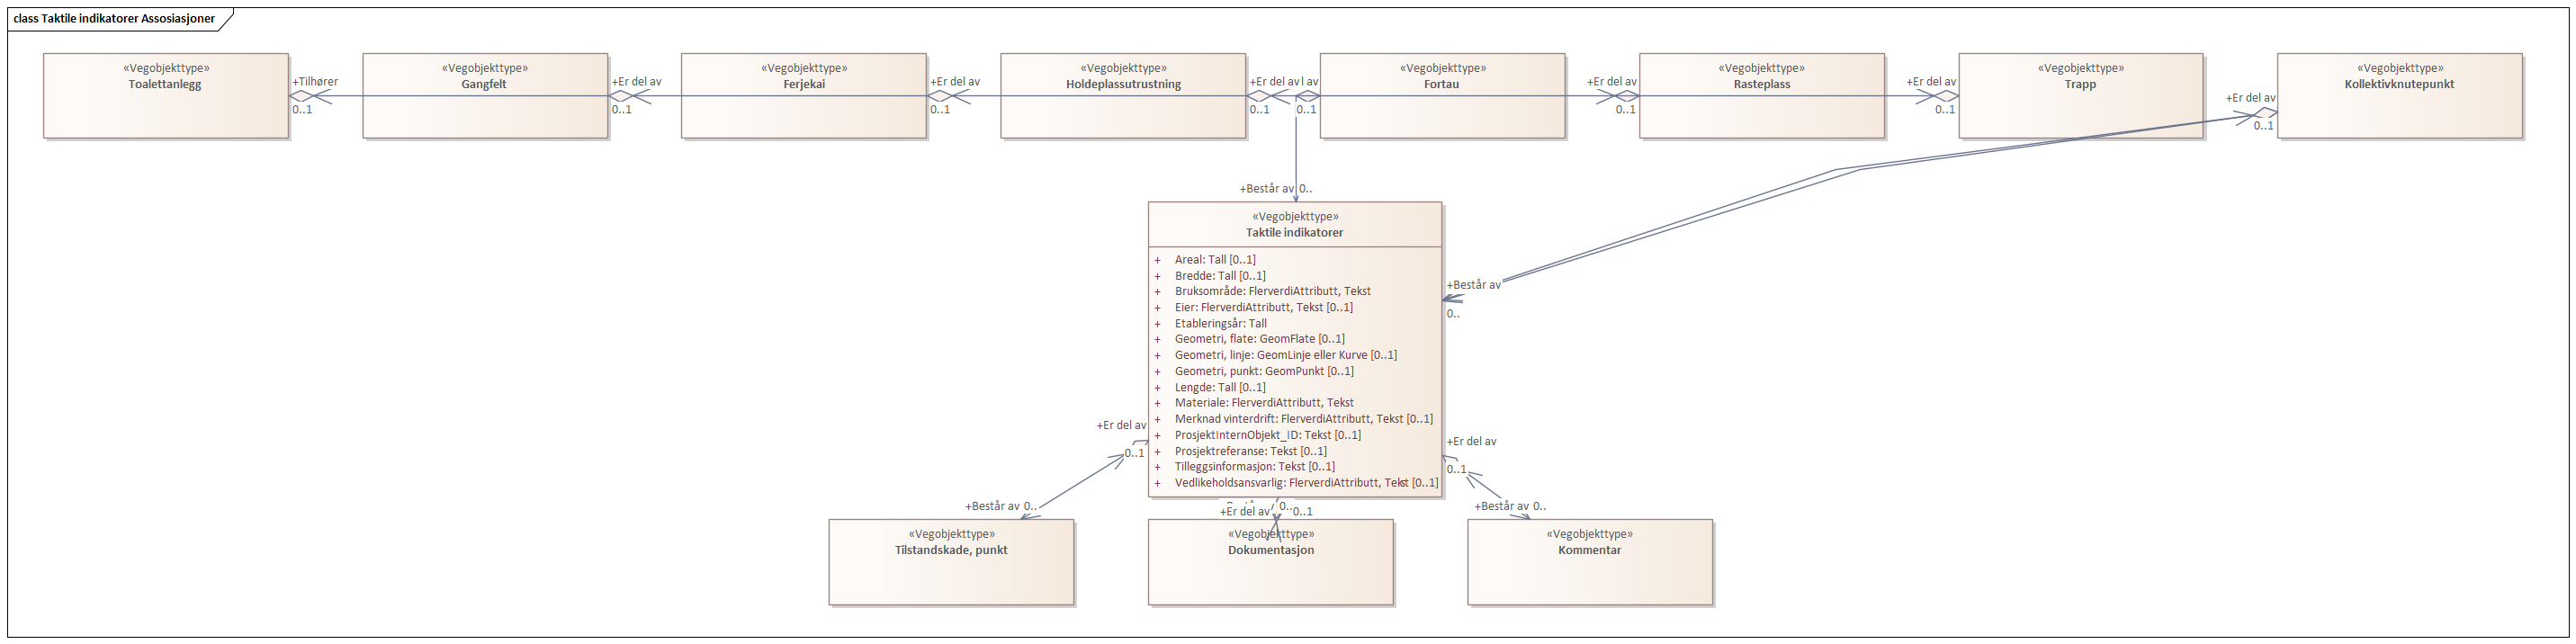 class Taktile indikatorer Assosiasjoner
«Vegobjekttype»
Toalettanlegg
+Tilhører
0..1
«Vegobjekttype»
Gangfelt
+Er del av
0..1
«Vegobjekttype»
Ferjekai
+Er del av
0..1
«Vegobjekttype»
Holdeplassutrustning
+Er del av
0..1
l av
0..1
«Vegobjekttype»
Fortau
+Er del av
0..1
«Vegobjekttype»
Rasteplass
+Er del av
0..1
«Vegobjekttype»
Trapp
+Er del av
0..1
«Vegobjekttype»
Kollektivknutepunkt
+Består av 0..
«Vegobjekttype»
Taktile indikatorer
+ Areal: Tall [0..1]
+ Bredde: Tall [0..1]
+ Bruksområde: FlerverdiAttributt, Tekst
+ Eier: FlerverdiAttributt, Tekst [0..1]
+ Etableringsår: Tall
+ Geometri, flate: GeomFlate [0..1]
+ Geometri, linje: GeomLinje eller Kurve [0..1]
+ Geometri, punkt: GeomPunkt [0..1]
+ Lengde: Tall [0..1]
+ Materiale: FlerverdiAttributt, Tekst
+ Merknad vinterdrift: FlerverdiAttributt, Tekst [0..1]
+ ProsjektInternObjekt_ID: Tekst [0..1]
+ Prosjektreferanse: Tekst [0..1]
+ Tilleggsinformasjon: Tekst [0..1]
+ Vedlikeholdsansvarlig: FlerverdiAttributt, Tekst [0..1]
+Består av
0..
+Er del av
0..1
+Består av 0..
«Vegobjekttype»
Tilstandskade, punkt
0..
+Er del av
0..1
«Vegobjekttype»
Dokumentasjon
+Er del av
0..1
+Består av 0..
«Vegobjekttype»
Kommentar